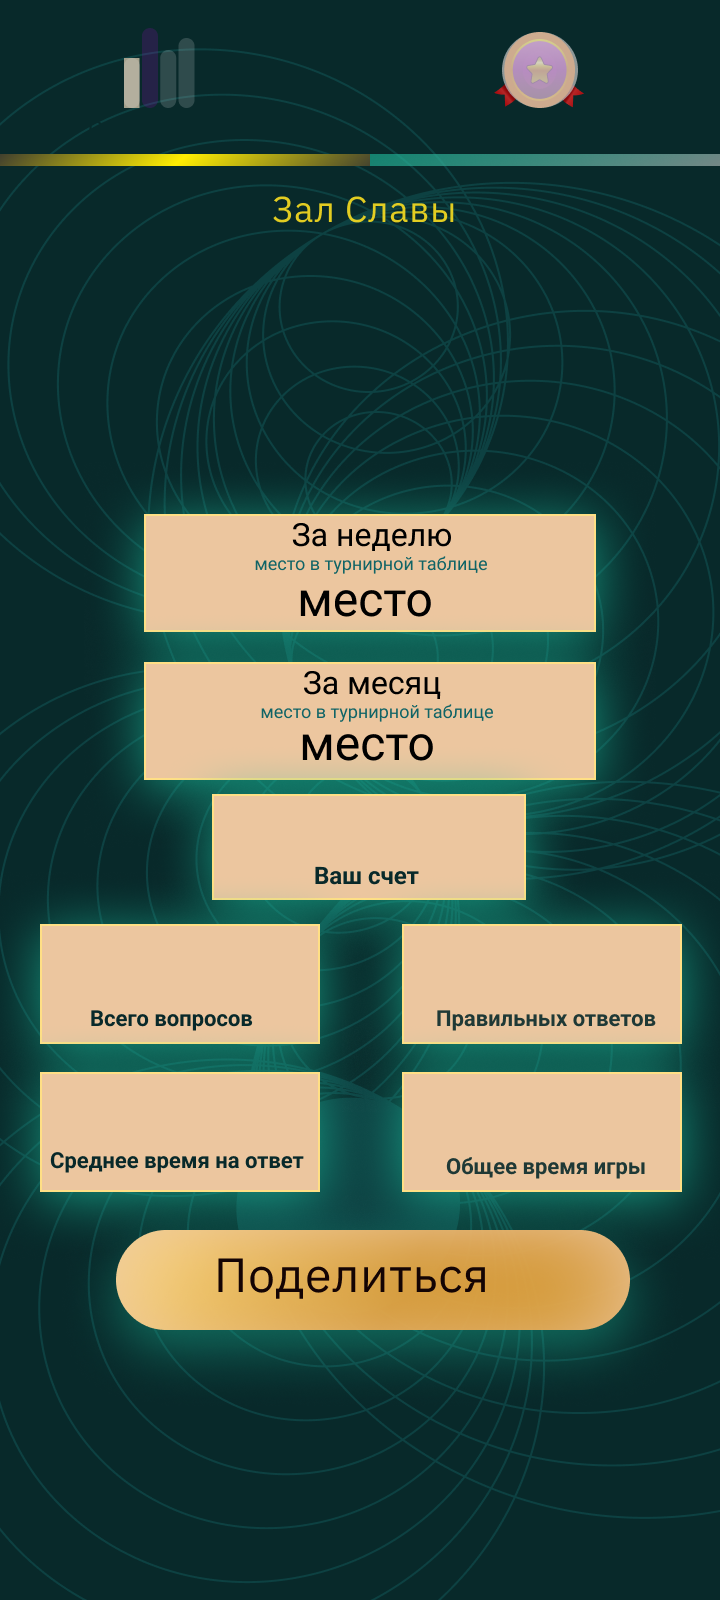 Зал Славы
За неделю
место в турнирной таблице
место
За месяц
место в турнирной таблице
место
Ваш счет
Всего вопросов
Правильных ответов
Среднее время на ответ
Общее время игры
Поделиться